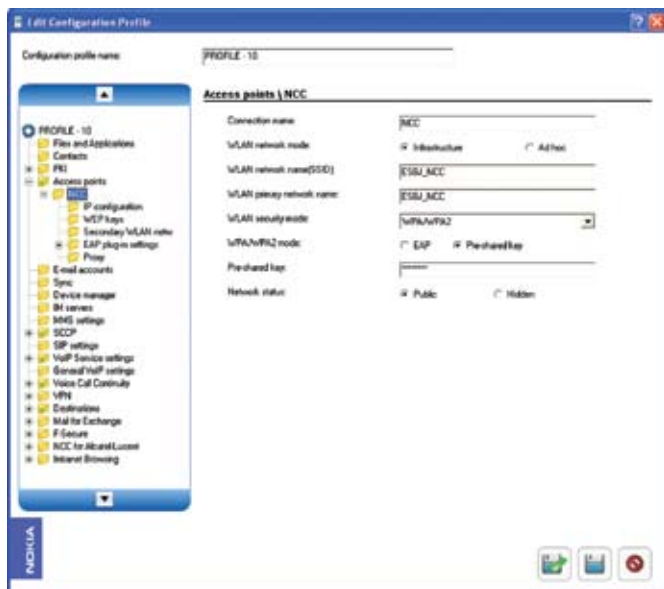 Edit Configuration Profile
Configuration profile name:
PROFILE - 10
PROFILE - 10
Files and Applications
Contacts
PKI
Access points
NCC
IP configuration
WEP keys
Secondary WLAN netw
EAP plug-in settings
Proxy
E-mail accounts
Sync
Device manager
IM servers
MMS settings
SCCP
SIP settings
VoIP Service settings
General VoIP settings
Voice Call Continuity
VPN
Destinations
Mail for Exchange
F-Secure
NCC for Alcatel-Lucent
Intranet Browsing
Access points \ NCC
Connection name:
NCC
WLAN network mode:
Infrastructure
Ad hoc
WLAN network name(SSID):
ESBU_NCC
WLAN primary network name:
ESBU_NCC
WLAN security mode:
WPA/WPA2
WPA/WPA2 mode:
EAP
Pre-shared key
Pre-shared key:
Network status:
Public
Hidden
NOKIA